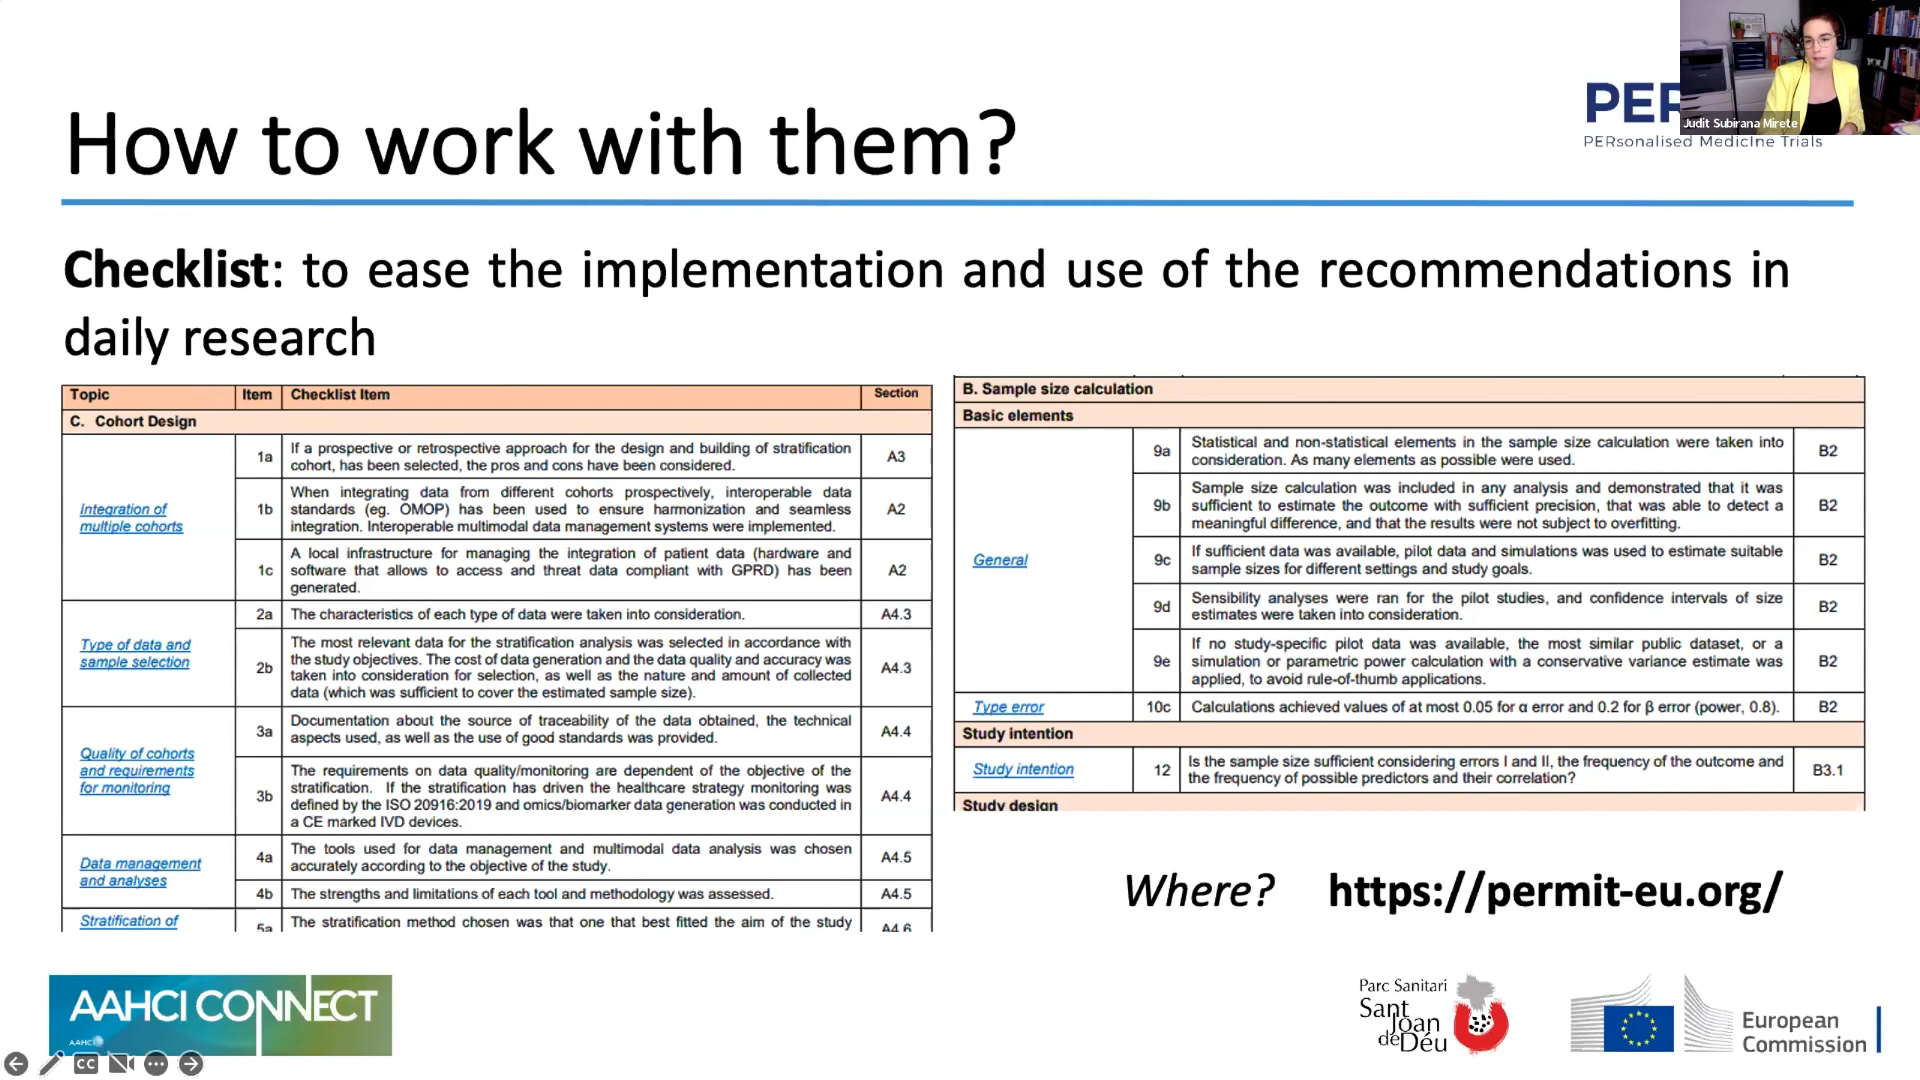 How to work with them?
PER
PERsonalised MedicIne Trials
Judit Subirana Mirete
Checklist: to ease the implementation and use of the recommendations in
daily research
Topic Item Checklist Item Section
C. Cohort Design
Integration of
multiple cohorts
1a If a prospective or retrospective approach for the design and building of stratification
cohort, has been selected, the pros and cons have been considered. A3
1b When integrating data from different cohorts prospectively, interoperable data
standards (eg. OMOP) has been used to ensure harmonization and seamless
integration. Interoperable multimodal data management systems were implemented. A2
1c A local infrastructure for managing the integration of patient data (hardware and
software that allows to access and threat data compliant with GPRD) has been
generated. A2
Type of data and
sample selection
2a The characteristics of each type of data were taken into consideration. A4.3
2b The most relevant data for the stratification analysis was selected in accordance with
the study objectives. The cost of data generation and the data quality and accuracy was
taken into consideration for selection, as well as the nature and amount of collected
data (which was sufficient to cover the estimated sample size). A4.3
Quality of cohorts
and requirements
for monitoring
3a Documentation about the source of traceability of the data obtained, the technical
aspects used, as well as the use of good standards was provided. A4.4
3b The requirements on data quality/monitoring are dependent of the objective of the
stratification. If the stratification has driven the healthcare strategy monitoring was
defined by the ISO 20916:2019 and omics/biomarker data generation was conducted in
a CE marked IVD devices. A4.4
Data management
and analyses
4a The tools used for data management and multimodal data analysis was chosen
accurately according to the objective of the study. A4.5
4b The strengths and limitations of each tool and methodology was assessed. A4.5
Stratification of
5a The stratification method chosen was that one that best fitted the aim of the study A4.6
B. Sample size calculation
Basic elements
General
9a Statistical and non-statistical elements in the sample size calculation were taken into
consideration. As many elements as possible were used. B2
9b Sample size calculation was included in any analysis and demonstrated that it was
sufficient to estimate the outcome with sufficient precision, that was able to detect a
meaningful difference, and that the results were not subject to overfitting. B2
9c If sufficient data was available, pilot data and simulations was used to estimate suitable
sample sizes for different settings and study goals. B2
9d Sensibility analyses were ran for the pilot studies, and confidence intervals of size
estimates were taken into consideration. B2
9e If no study-specific pilot data was available, the most similar public dataset, or a
simulation or parametric power calculation with a conservative variance estimate was
applied, to avoid rule-of-thumb applications. B2
Type error 10c Calculations achieved values of at most 0.05 for α error and 0.2 for β error (power, 0.8). B2
Study intention
Study intention 12 Is the sample size sufficient considering errors I and II, the frequency of the outcome and
the frequency of possible predictors and their correlation? B3.1
Study design
Where? https://permit-eu.org/
AAHCI CONNECT
AAHCI
Parc Sanitari
Sant
Joan
de Déu
European
Commission
CC